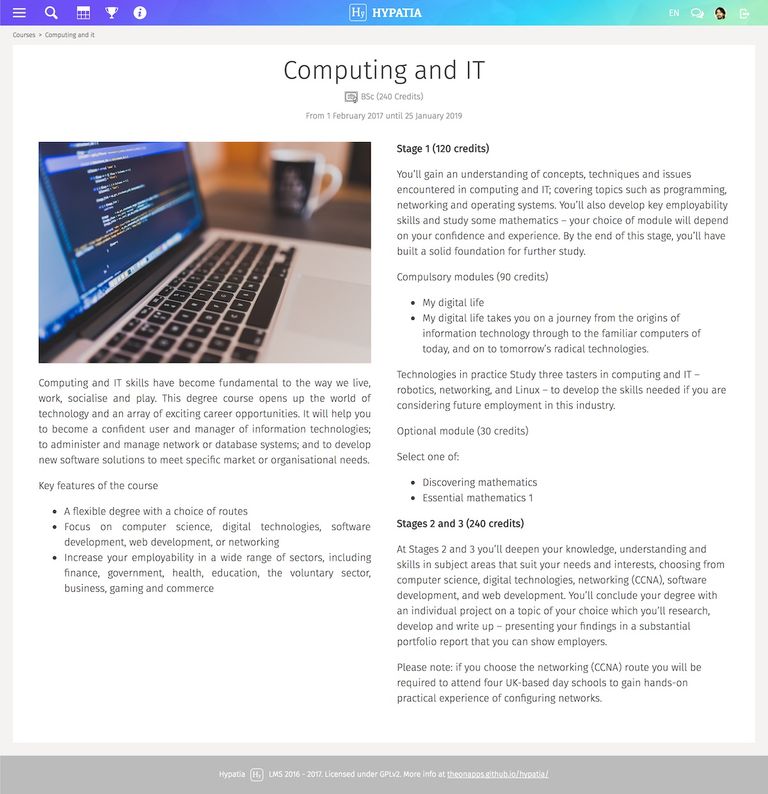 Hy HYPATIA
EN
Courses > Computing and it
Computing and IT
BSc (240 Credits)
From 1 February 2017 until 25 January 2019
Computing and IT skills have become fundamental to the way we live,
work, socialise and play. This degree course opens up the world of
technology and an array of exciting career opportunities. It will help you
to become a confident user and manager of information technologies;
to administer and manage network or database systems; and to develop
new software solutions to meet specific market or organisational needs.
Key features of the course
• A flexible degree with a choice of routes
• Focus on computer science, digital technologies, software
development, web development, or networking
• Increase your employability in a wide range of sectors, including
finance, government, health, education, the voluntary sector,
business, gaming and commerce
Stage 1 (120 credits)
You'll gain an understanding of concepts, techniques and issues
encountered in computing and IT; covering topics such as programming,
networking and operating systems. You'll also develop key employability
skills and study some mathematics – your choice of module will depend
on your confidence and experience. By the end of this stage, you'll have
built a solid foundation for further study.
Compulsory modules (90 credits)
• My digital life
• My digital life takes you on a journey from the origins of
information technology through to the familiar computers of
today, and on to tomorrow's radical technologies.
Technologies in practice Study three tasters in computing and IT –
robotics, networking, and Linux – to develop the skills needed if you are
considering future employment in this industry.
Optional module (30 credits)
Select one of:
• Discovering mathematics
• Essential mathematics 1
Stages 2 and 3 (240 credits)
At Stages 2 and 3 you'll deepen your knowledge, understanding and
skills in subject areas that suit your needs and interests, choosing from
computer science, digital technologies, networking (CCNA), software
development, and web development. You'll conclude your degree with
an individual project on a topic of your choice which you'll research,
develop and write up – presenting your findings in a substantial
portfolio report that you can show employers.
Please note: if you choose the networking (CCNA) route you will be
required to attend four UK-based day schools to gain hands-on
practical experience of configuring networks.
Hypatia Hy LMS 2016 - 2017. Licensed under GPLv2. More info at theonapps.github.io/hypatia/